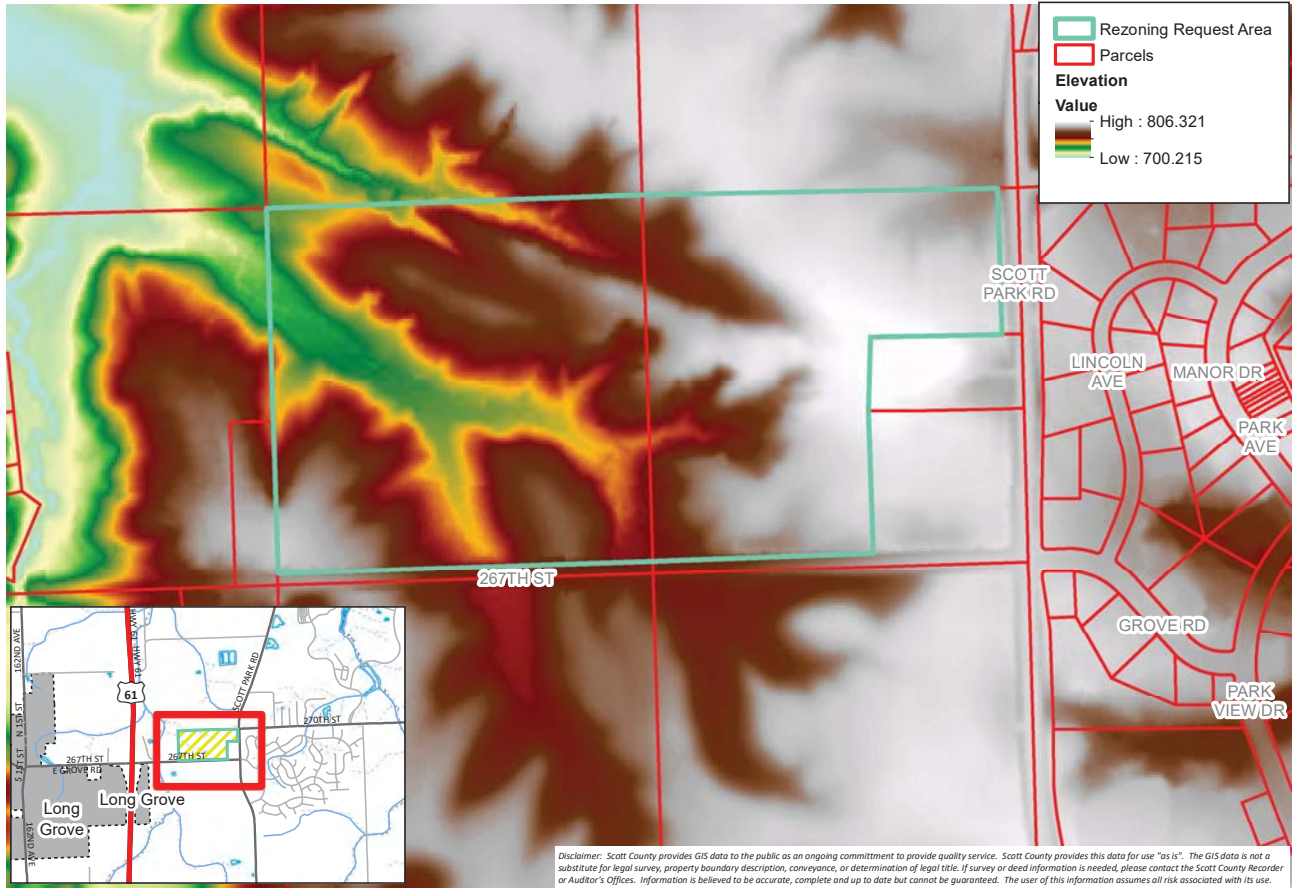 Rezoning Request Area
Parcels
Elevation
Value
High : 806.321
Low : 700.215
SCOTT
PARK RD
LINCOLN
AVE
MANOR DR
PARK
AVE
267TH ST
GROVE RD
PARK
VIEW DR
162ND AVE
HWY 61
HWY 61
SCOTT PARK RD
61
N 1ST ST
270TH ST
S 1ST ST
267TH ST
267TH ST
E GROVE RD
Long Grove
Long
Grove
162ND AVE
Disclaimer: Scott County provides GIS data to the public as an ongoing commitment to provide quality service. Scott County provides this data for use "as is". The GIS data is not a
substitute for legal survey, property boundary description, conveyance, or determination of legal title. If survey or deed information is needed, please contact the Scott County Recorder
or Auditor's Offices. Information is believed to be accurate, complete and up to date but cannot be guaranteed. The user of this information assumes all risk associated with its use.